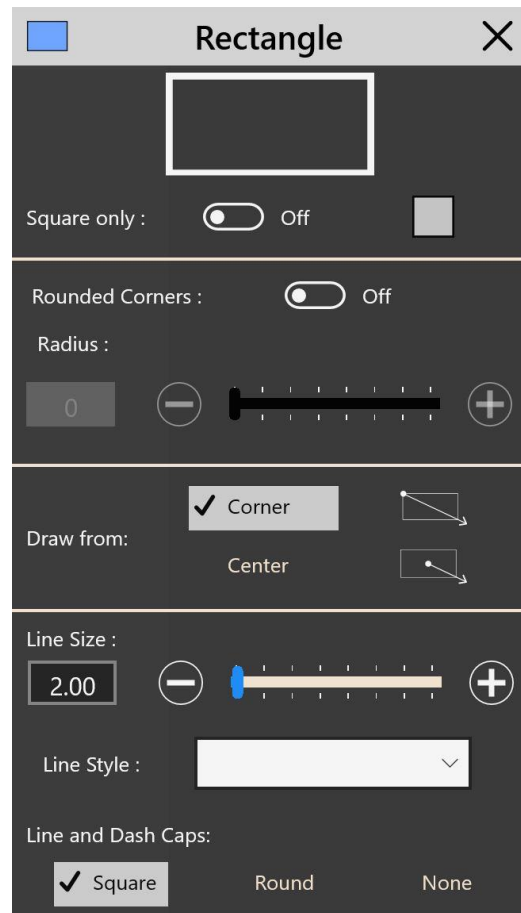 Rectangle
Square only : Off
Rounded Corners : Off
Radius :
0
Corner
Draw from:
Center
Line Size :
2.00
Line Style :
Line and Dash Caps:
Square Round None